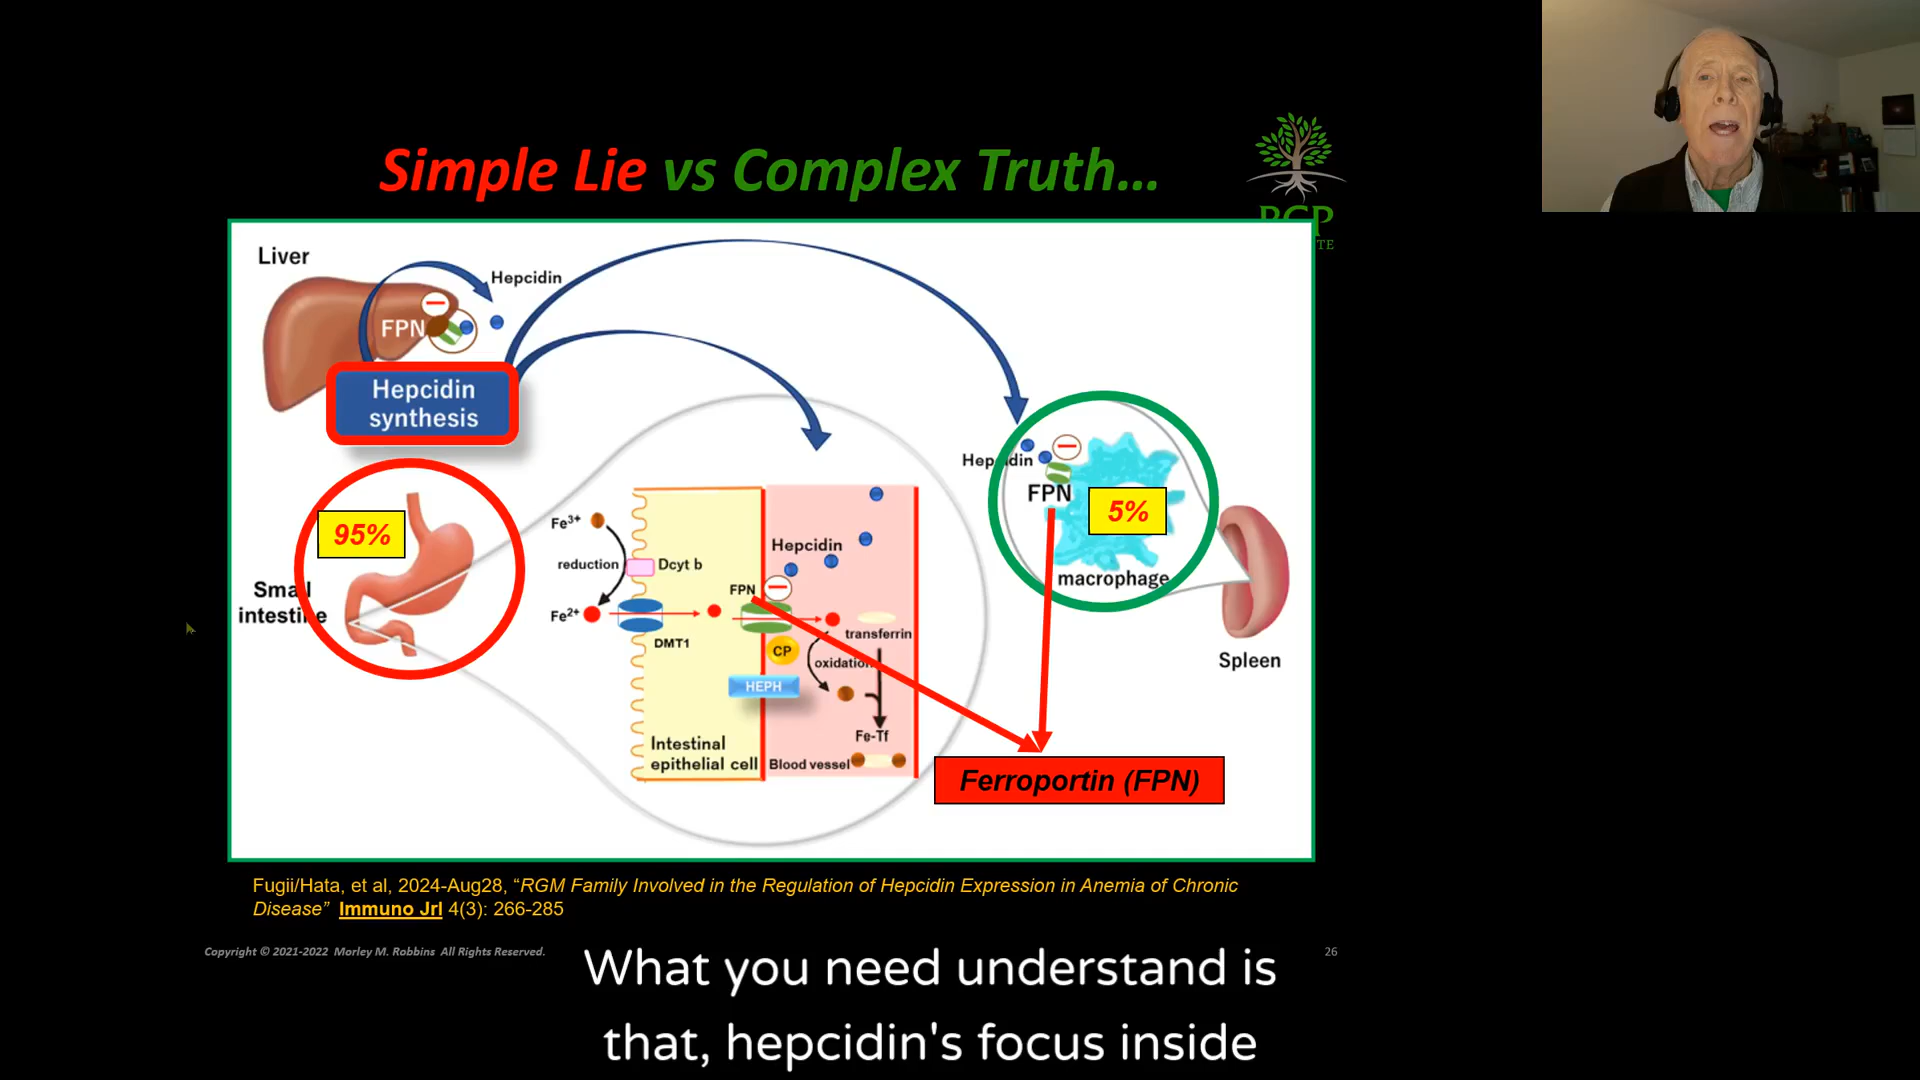 Simple Lie vs Complex Truth...
RGP
TE
Liver
Hepcidin
FPN
Hepcidin
synthesis
95%
Small
intestine
Fe3+
reduction
Dcyt b
Fe2+
DMT1
Hepcidin
FPN
CP
HEPH
transferrin
oxidation
Fe-Tf
Intestinal
epithelial cell
Blood vessel
Hepcidin
FPN
5%
macrophage
Spleen
Ferroportin (FPN)
Fugii/Hata, et al, 2024-Aug28, “RGM Family Involved in the Regulation of Hepcidin Expression in Anemia of Chronic
Disease” Immuno Jrl 4(3): 266-285
Copyright © 2021-2022 Morley M. Robbins All Rights Reserved.
26
What you need understand is
that, hepcidin's focus inside